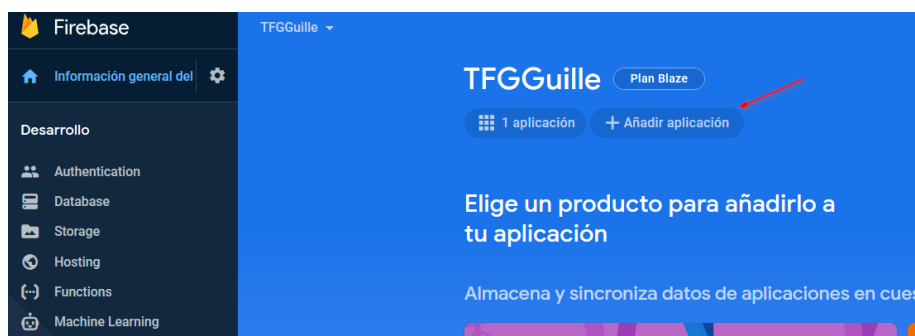 Firebase
TFGGuille
Información general del
TFGGuille
Plan Blaze
1 aplicación
+ Añadir aplicación
Desarrollo
Authentication
Database
Storage
Hosting
Functions
Machine Learning
Elige un producto para añadirlo a
tu aplicación
Almacena y sincroniza datos de aplicaciones en